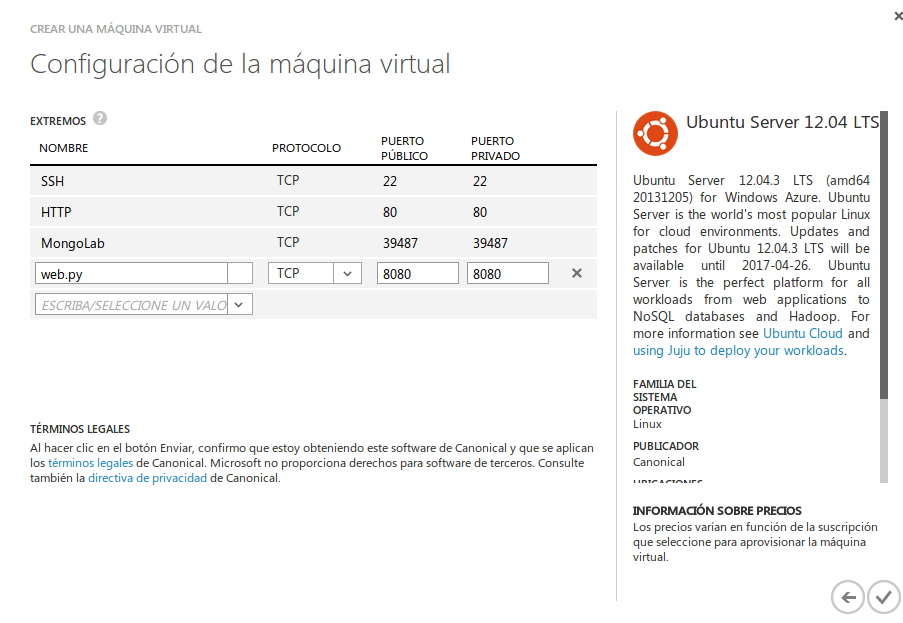 CREAR UNA MÁQUINA VIRTUAL
Configuración de la máquina virtual
EXTREMOS ?
NOMBRE PROTOCOLO PUERTO PÚBLICO PUERTO PRIVADO
SSH TCP 22 22
HTTP TCP 80 80
MongoLab TCP 39487 39487
web.py TCP 8080 8080
ESCRIBA/SELECCIONE UN VALO
TÉRMINOS LEGALES
Al hacer clic en el botón Enviar, confirmo que estoy obteniendo este software de Canonical y que se aplican
los términos legales de Canonical. Microsoft no proporciona derechos para software de terceros. Consulte
también la directiva de privacidad de Canonical.
Ubuntu Server 12.04 LTS
Ubuntu Server 12.04.3 LTS (amd64
20131205) for Windows Azure. Ubuntu
Server is the world's most popular Linux
for cloud environments. Updates and
patches for Ubuntu 12.04.3 LTS will be
available until 2017-04-26. Ubuntu
Server is the perfect platform for all
workloads from web applications to
NoSQL databases and Hadoop. For
more information see Ubuntu Cloud and
using Juju to deploy your workloads.
FAMILIA DEL
SISTEMA
OPERATIVO
Linux
PUBLICADOR
Canonical
UBICACIONES
INFORMACIÓN SOBRE PRECIOS
Los precios varían en función de la suscripción
que seleccione para aprovisionar la máquina
virtual.